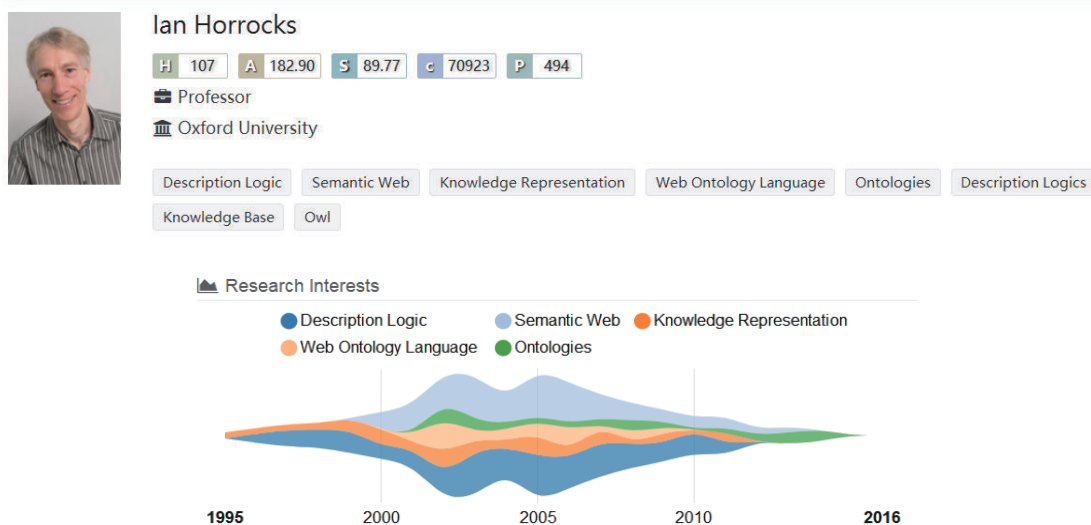 Ian Horrocks
H 107 A 182.90 S 89.77 c 70923 P 494
Professor
Oxford University
Description Logic Semantic Web Knowledge Representation Web Ontology Language Ontologies Description Logics
Knowledge Base Owl
Research Interests
Description Logic Semantic Web Knowledge Representation
Web Ontology Language Ontologies
1995 2000 2005 2010 2016